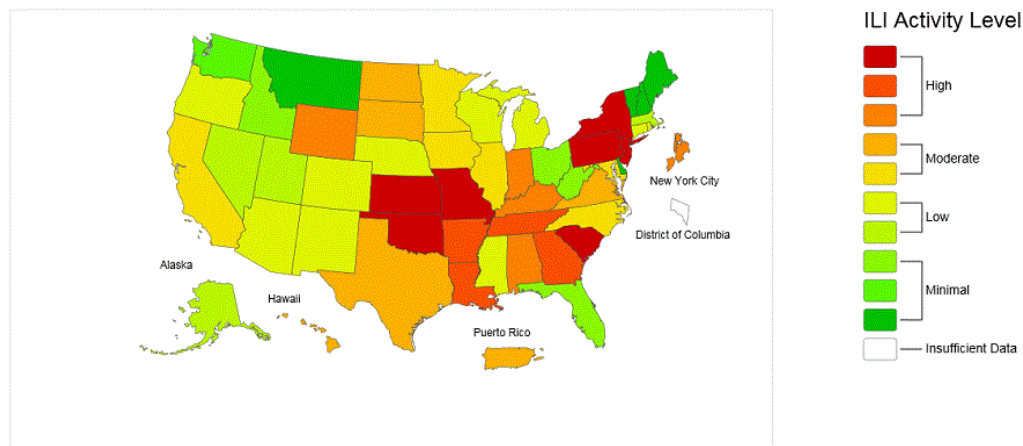 ILI Activity Level
High
Moderate
New York City
Low
District of Columbia
Alaska
Minimal
Hawaii
Puerto Rico
Insufficient Data